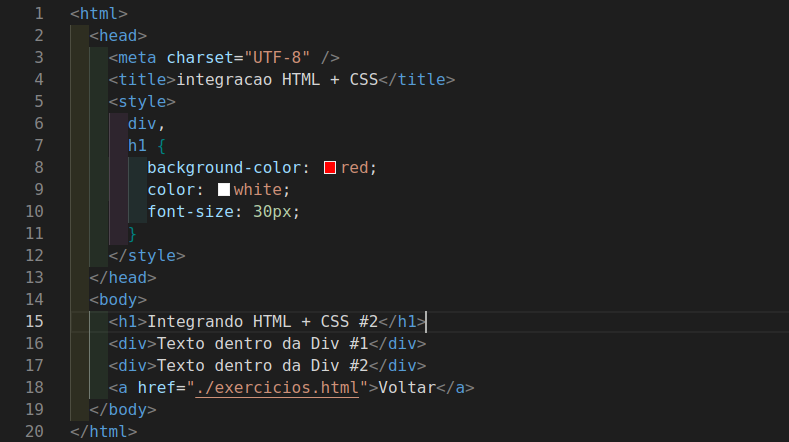 1 <html>
2 <head>
3 <meta charset="UTF-8" />
4 <title>integracao HTML + CSS</title>
5 <style>
6 div,
7 h1 {
8 background-color: red;
9 color: white;
10 font-size: 30px;
11 }
12 </style>
13 </head>
14 <body>
15 <h1>Integrando HTML + CSS #2</h1>
16 <div>Texto dentro da Div #1</div>
17 <div>Texto dentro da Div #2</div>
18 <a href="./exercicios.html">Voltar</a>
19 </body>
20 </html>